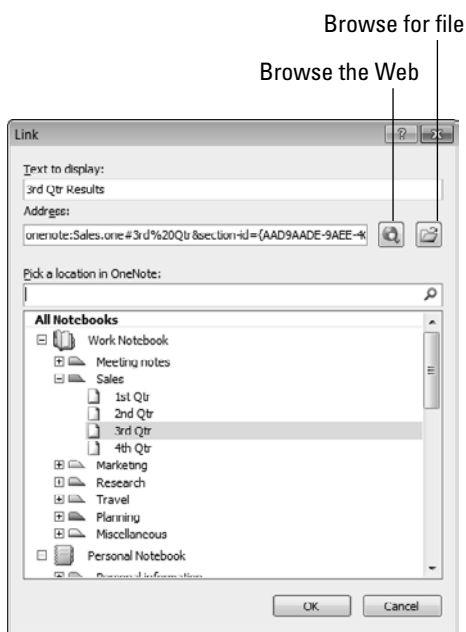 Browse for file
Browse the Web
Link
Text to display:
3rd Qtr Results
Address:
onenote:Sales.one#3rd%20Qtr&section-id={AAD9AADE-9AEE-4
Pick a location in OneNote:
All Notebooks
Work Notebook
Meeting notes
Sales
1st Qtr
2nd Qtr
3rd Qtr
4th Qtr
Marketing
Research
Travel
Planning
Miscellaneous
Personal Notebook
Personal information
OK Cancel